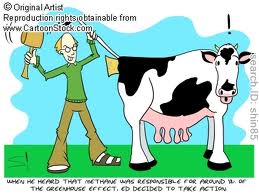 © Original Artist
Reproduction rights obtainable from
www.CartoonStock.com
!
search ID: shin85
WHEN HE HEARD THAT METHANE WAS RESPONSIBLE FOR AROUND
THE GREENHOUSE EFFECT, ED DECIDED TO TAKE ACTION